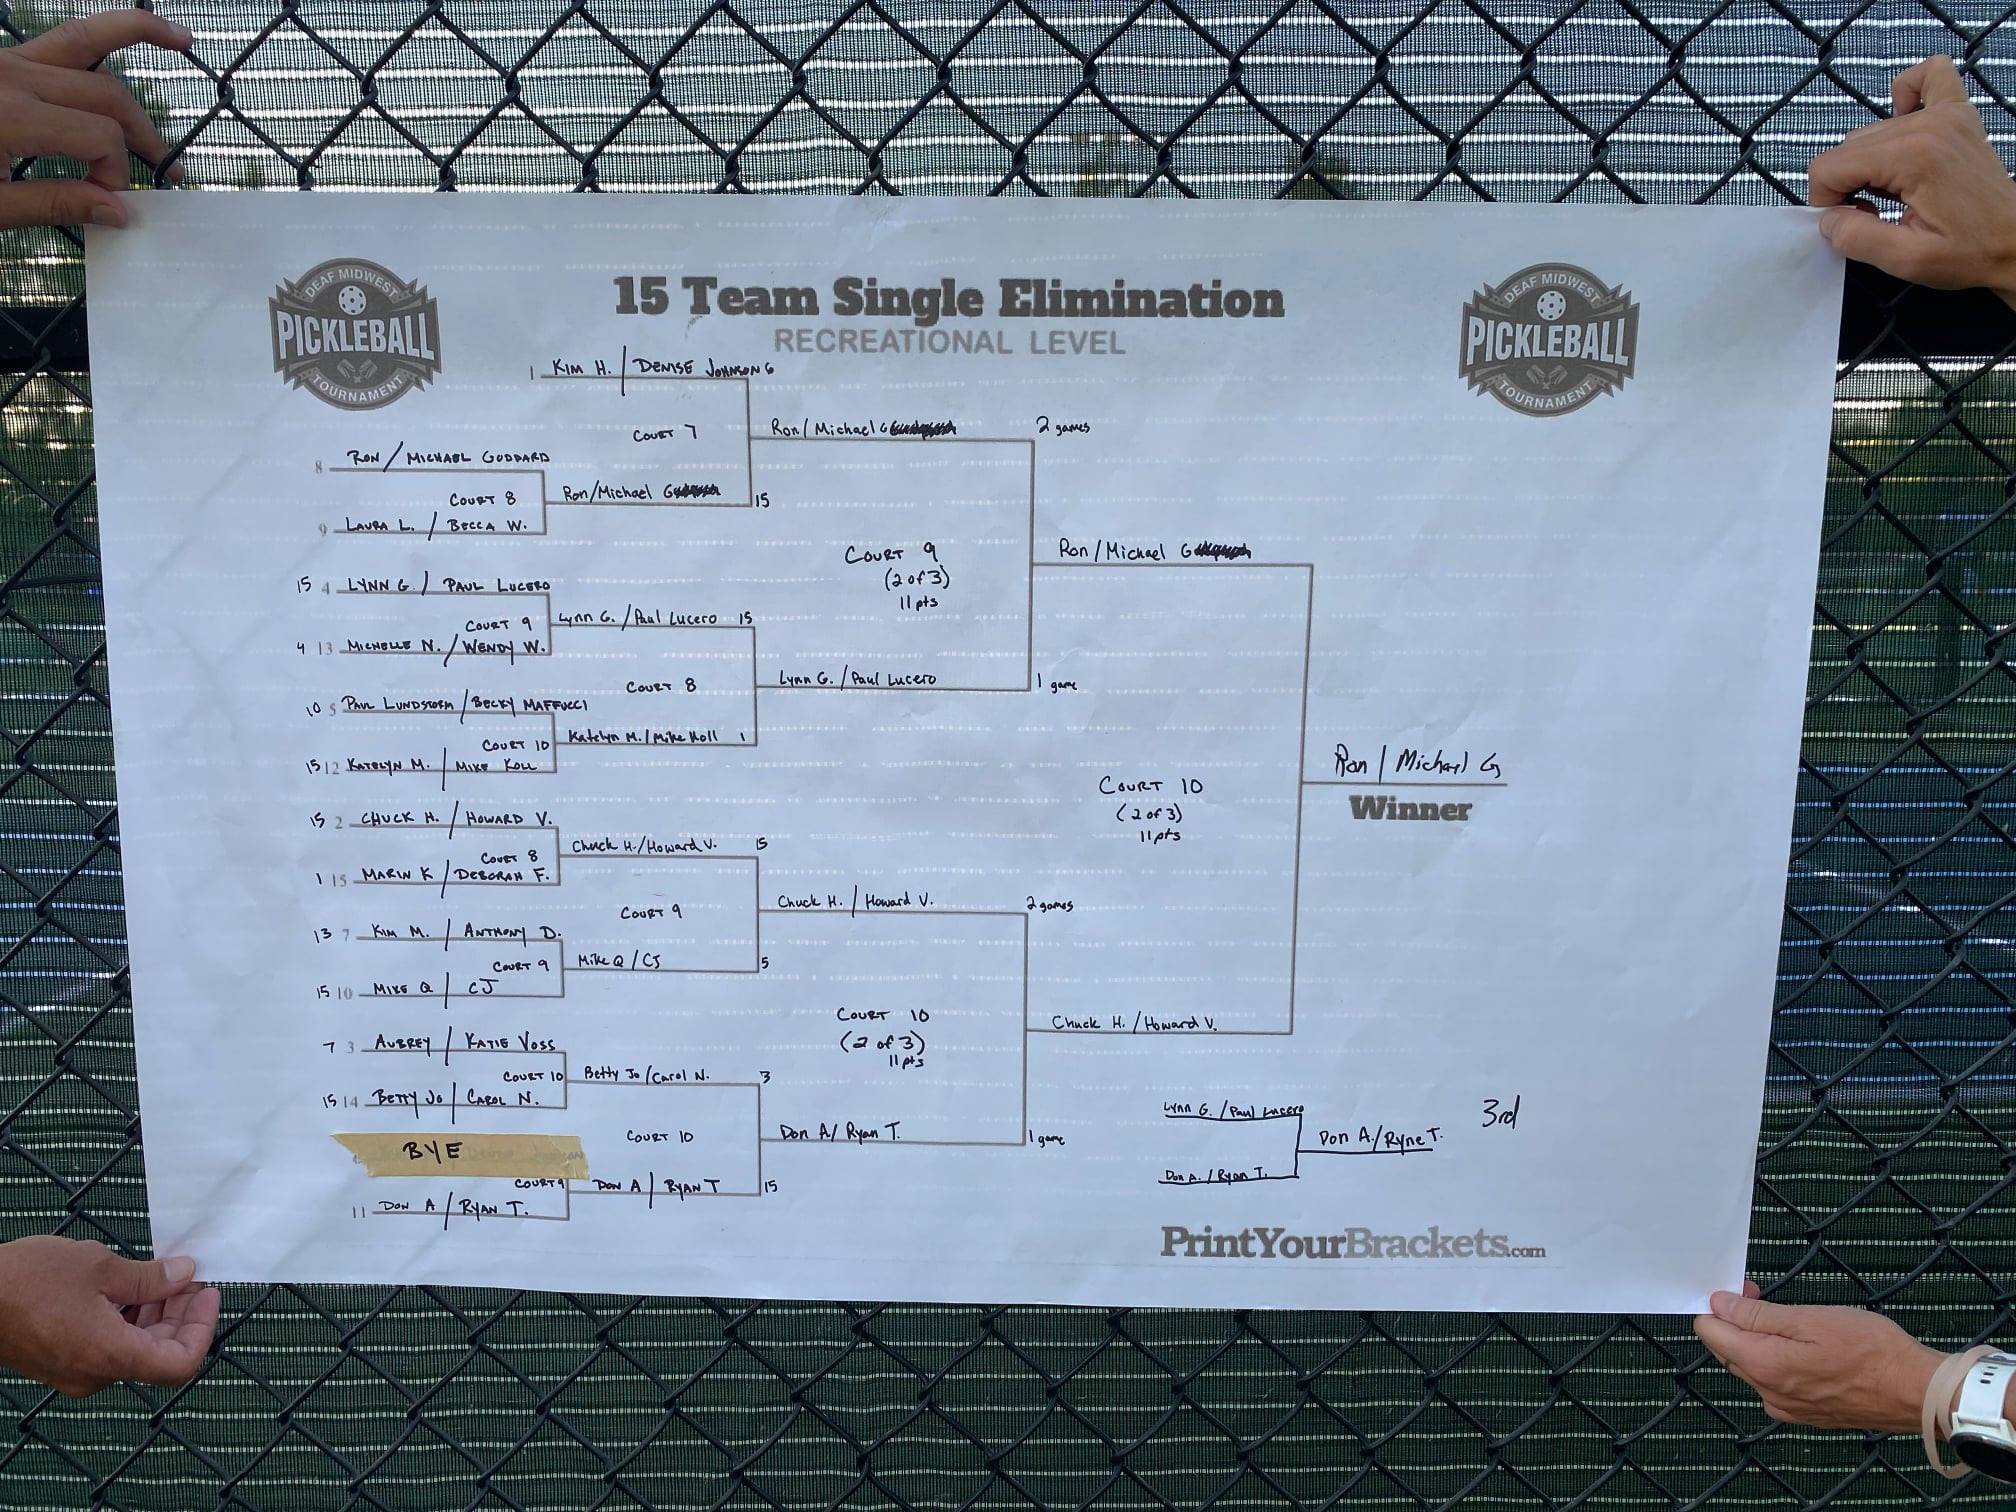 DEAF MIDWEST
PICKLEBALL
TOURNAMENT
15 Team Single Elimination
RECREATIONAL LEVEL
DEAF MIDWEST
PICKLEBALL
TOURNAMENT
1 KIM H. / DENISE JOHNSON G
COURT 7
Ron / Michael G
2 games
8 RON / MICHAEL GODDARD
COURT 8
Ron/Michael G
15
9 LAURA L. / BECCA W.
COURT 9
(2 of 3)
11 pts
Ron / Michael G
15 4 LYNN G. / PAUL LUCERO
COURT 9
Lynn G. / Paul Lucero 15
4 13 MICHELLE N. / WENDY W.
COURT 8
Lynn G. / Paul Lucero
1 game
10 5 PAUL LUNDSTORM / BECKY MAFFUCCI
COURT 10
Katelyn M. / Mike Koll 1
15 12 KATELYN M. / MIKE KOLL
COURT 10
(2 of 3)
11 pts
Ron / Michael G
Winner
15 2 CHUCK H. / HOWARD V.
COURT 8
Chuck H. / Howard V. 15
1 15 MARIN K / DEBORAH F.
COURT 9
Chuck H. / Howard V.
2 games
13 7 KIM M. / ANTHONY D.
COURT 9
Mike Q / CJ 5
15 10 MIKE Q / CJ
COURT 10
(2 of 3)
11 pts
Chuck H. / Howard V.
7 3 AUBREY / KATIE VOSS
COURT 10
Betty Jo / Carol N. 3
15 14 BETTY JO / CAROL N.
COURT 10
Don A / Ryan T.
1 game
BYE
COURT 9
DON A / RYAN T 15
11 DON A / RYAN T.
Lynn G. / Paul Lucero
Don A. / Ryne T.
3rd
Don A. / Ryan T.
PrintYourBrackets.com